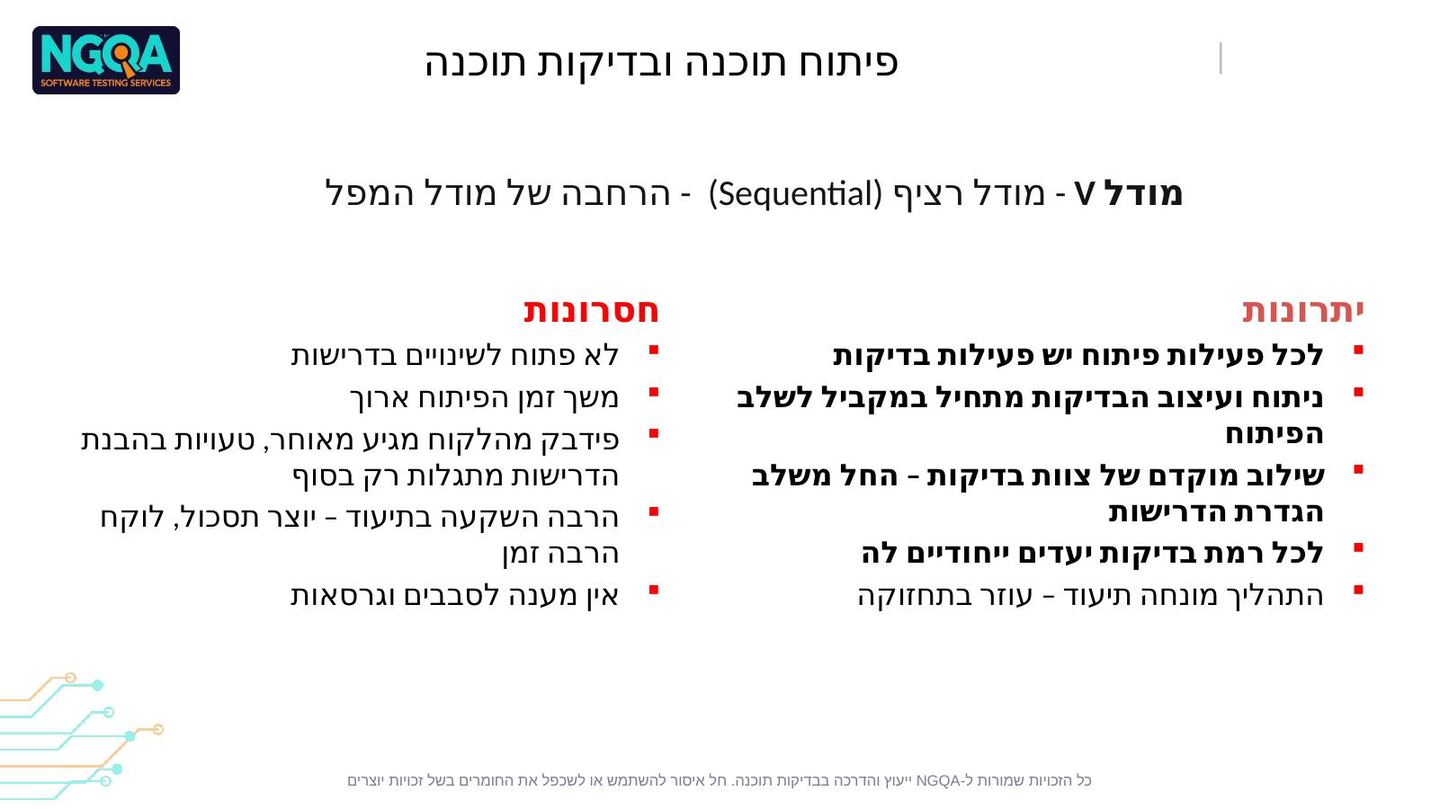 NGQA
SOFTWARE TESTING SERVICES
פיתוח תוכנה ובדיקות תוכנה
מודל V - מודל רציף (Sequential) - הרחבה של מודל המפל
יתרונות
לכל פעילות פיתוח יש פעילות בדיקות
ניתוח ועיצוב הבדיקות מתחיל במקביל לשלב
הפיתוח
שילוב מוקדם של צוות בדיקות – החל משלב
הגדרת הדרישות
לכל רמת בדיקות יעדים ייחודיים לה
התהליך מונחה תיעוד – עוזר בתחזוקה
חסרונות
לא פתוח לשינויים בדרישות
משך זמן הפיתוח ארוך
פידבק מהלקוח מגיע מאוחר, טעויות בהבנת
הדרישות מתגלות רק בסוף
הרבה השקעה בתיעוד – יוצר תסכול, לוקח
הרבה זמן
אין מענה לסבבים וגרסאות
כל הזכויות שמורות ל-NGQA ייעוץ והדרכה בבדיקות תוכנה. חל איסור להשתמש או לשכפל את החומרים בשל זכויות יוצרים